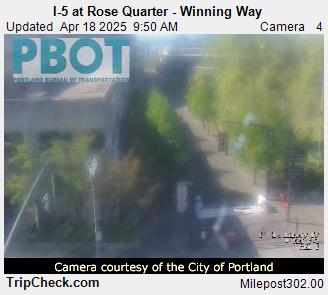 I-5 at Rose Quarter - Winning Way
Updated Apr 18 2025 9:50 AM Camera 4
PBOT
PORTLAND BUREAU OF TRANSPORTATION
Camera courtesy of the City of Portland
TripCheck.com Milepost302.00